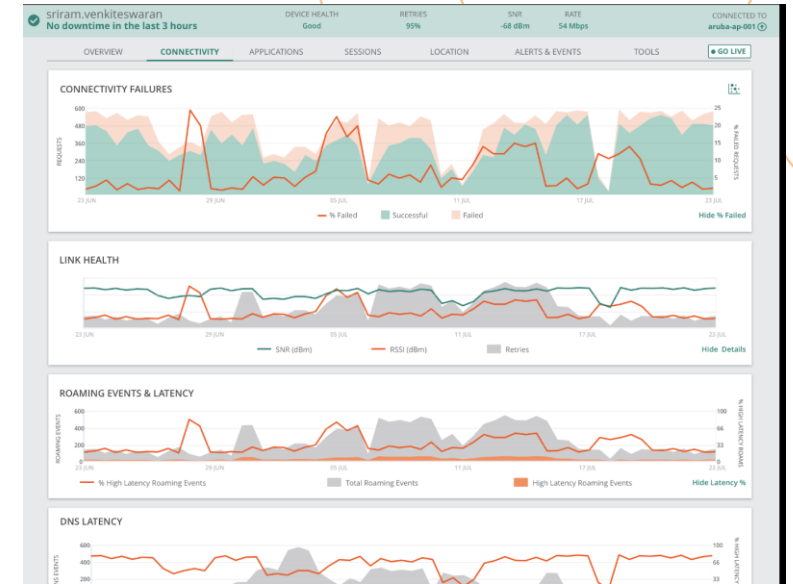 sriram.venkiteswaran
No downtime in the last 3 hours
DEVICE HEALTH
Good
RETRIES
95%
SNR
-68 dBm
RATE
54 Mbps
CONNECTED TO
aruba-ap-001
OVERVIEW CONNECTIVITY APPLICATIONS SESSIONS LOCATION ALERTS & EVENTS TOOLS GO LIVE
CONNECTIVITY FAILURES
REQUESTS
600
480
360
240
120
25
20
15
10
5
% FAILED REQUESTS
23 JUN 29 JUN 05 JUL 11 JUL 17 JUL 23 JUL
% Failed Successful Failed Hide % Failed
LINK HEALTH
23 JUN 29 JUN 05 JUL 11 JUL 17 JUL 23 JUL
SNR (dBm) RSSI (dBm) Retries Hide Details
ROAMING EVENTS & LATENCY
ROAMING EVENTS
600
400
200
0
100
66
33
0
% HIGH LATENCY ROAMS
23 JUN 29 JUN 05 JUL 11 JUL 17 JUL 23 JUL
% High Latency Roaming Events Total Roaming Events High Latency Roaming Events Hide Latency %
DNS LATENCY
600
400
200
100
66
33
% HIGH LATENCY